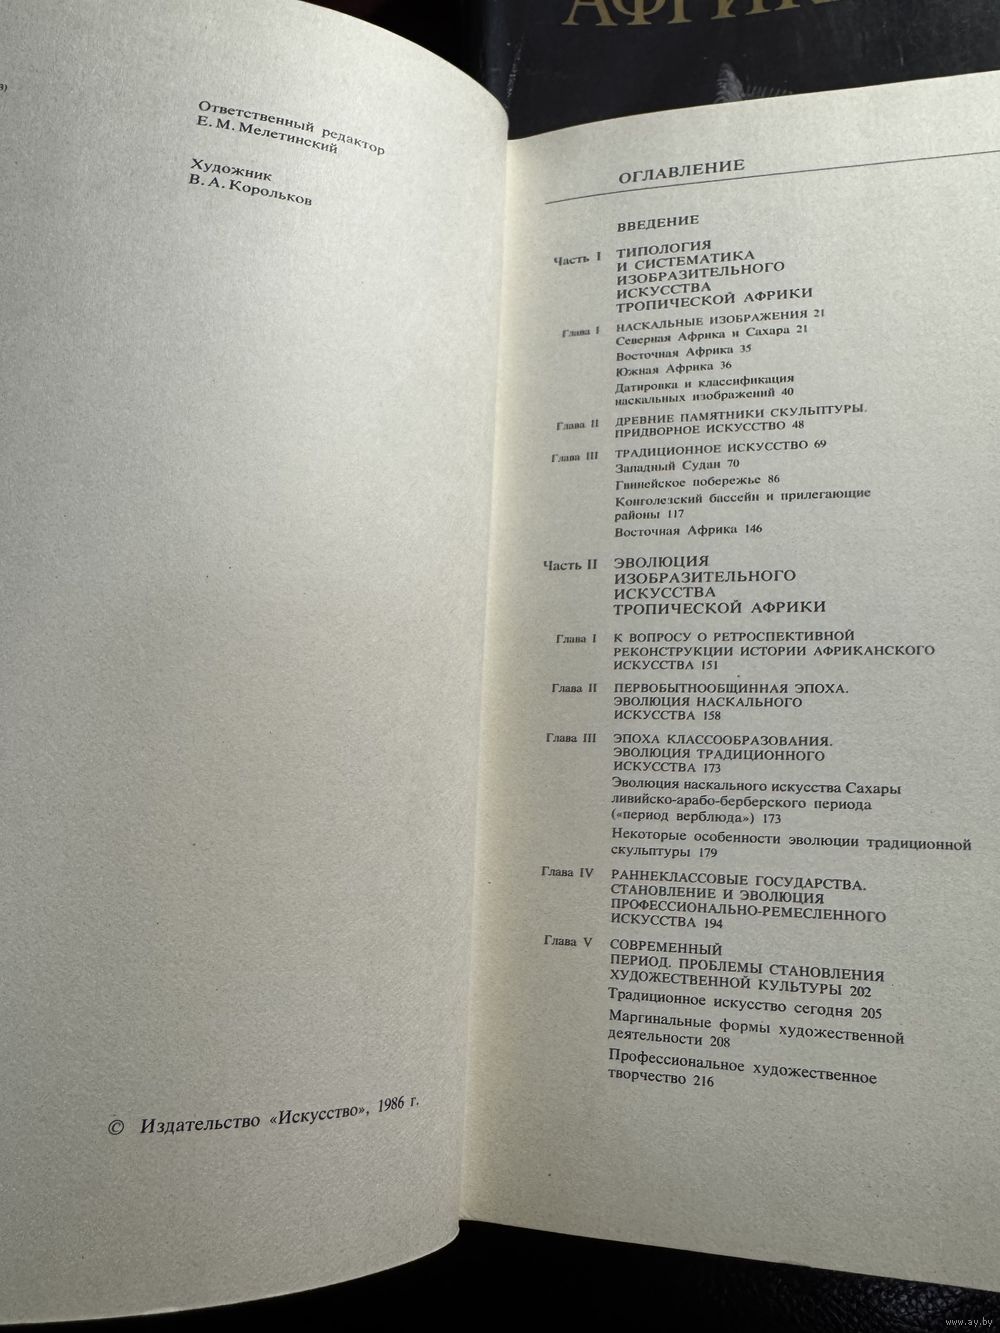 АФРИК
Ответственный редактор
Е. М. Мелетинский
Художник
В. А. Корольков
© Издательство «Искусство», 1986 г.
ОГЛАВЛЕНИЕ
ВВЕДЕНИЕ
Часть I ТИПОЛОГИЯ
И СИСТЕМАТИКА
ИЗОБРАЗИТЕЛЬНОГО
ИСКУССТВА
ТРОПИЧЕСКОЙ АФРИКИ
Глава I НАСКАЛЬНЫЕ ИЗОБРАЖЕНИЯ 21
Северная Африка и Сахара 21
Восточная Африка 35
Южная Африка 36
Датировка и классификация
наскальных изображений 40
Глава II ДРЕВНИЕ ПАМЯТНИКИ СКУЛЬПТУРЫ.
ПРИДВОРНОЕ ИСКУССТВО 48
Глава III ТРАДИЦИОННОЕ ИСКУССТВО 69
Западный Судан 70
Гвинейское побережье 86
Конголезский бассейн и прилегающие
районы 117
Восточная Африка 146
Часть II ЭВОЛЮЦИЯ
ИЗОБРАЗИТЕЛЬНОГО
ИСКУССТВА
ТРОПИЧЕСКОЙ АФРИКИ
Глава I К ВОПРОСУ О РЕТРОСПЕКТИВНОЙ
РЕКОНСТРУКЦИИ ИСТОРИИ АФРИКАНСКОГО
ИСКУССТВА 151
Глава II ПЕРВОБЫТНООБЩИННАЯ ЭПОХА.
ЭВОЛЮЦИЯ НАСКАЛЬНОГО
ИСКУССТВА 158
Глава III ЭПОХА КЛАССООБРАЗОВАНИЯ.
ЭВОЛЮЦИЯ ТРАДИЦИОННОГО
ИСКУССТВА 173
Эволюция наскального искусства Сахары
ливийско-арабо-берберского периода
(«период верблюда») 173
Некоторые особенности эволюции традиционной
скульптуры 179
Глава IV РАННЕКЛАССОВЫЕ ГОСУДАРСТВА.
СТАНОВЛЕНИЕ И ЭВОЛЮЦИЯ
ПРОФЕССИОНАЛЬНО-РЕМЕСЛЕННОГО
ИСКУССТВА 194
Глава V СОВРЕМЕННЫЙ
ПЕРИОД. ПРОБЛЕМЫ СТАНОВЛЕНИЯ
ХУДОЖЕСТВЕННОЙ КУЛЬТУРЫ 202
Традиционное искусство сегодня 205
Маргинальные формы художественной
деятельности 208
Профессиональное художественное
творчество 216
www.ay.by